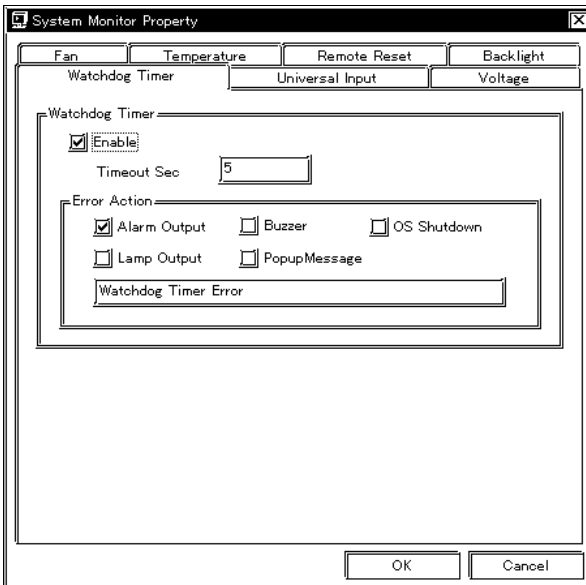 System Monitor Property
Fan Temperature Remote Reset Backlight
Watchdog Timer Universal Input Voltage
Watchdog Timer
Enable
Timeout Sec 5
Error Action
Alarm Output Buzzer OS Shutdown
Lamp Output PopupMessage
Watchdog Timer Error
OK Cancel